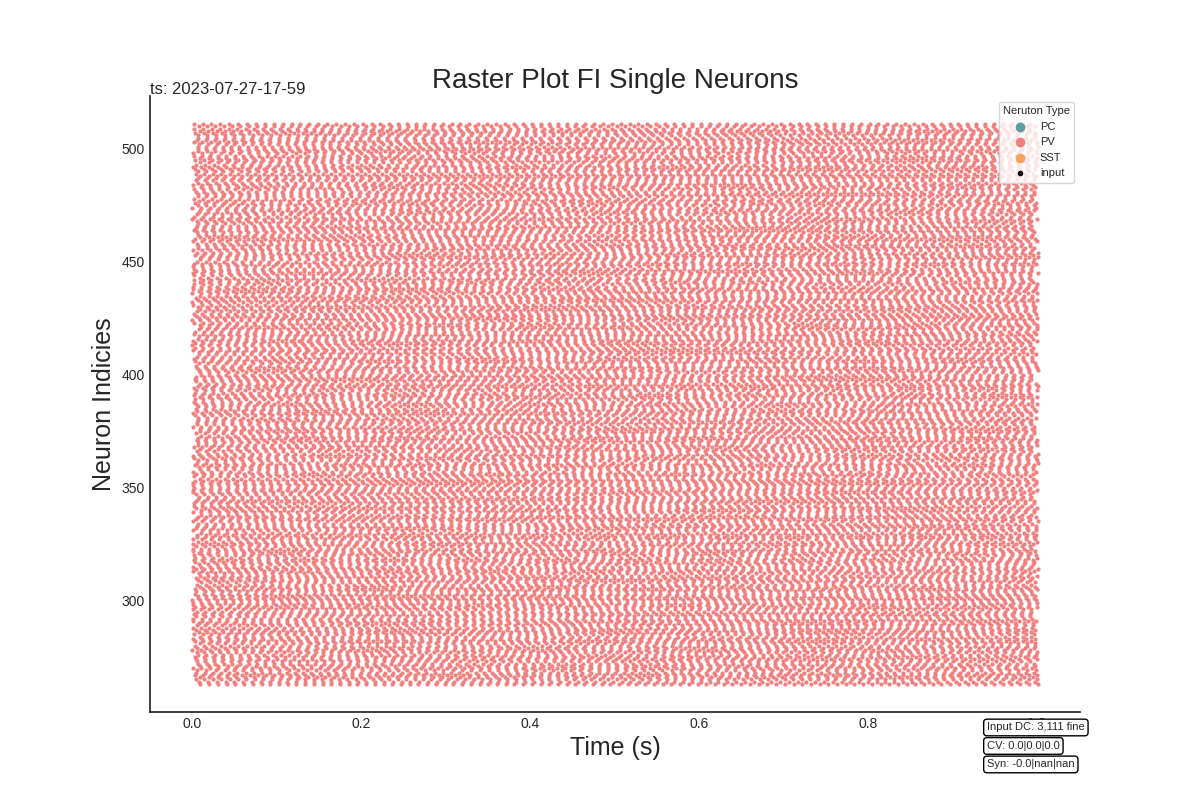 Raster Plot FI Single Neurons
ts: 2023-07-27-17-59
Neruton Type
PC
PV
SST
input
Neuron Indicies
500
450
400
350
300
0.0 0.2 0.4 0.6 0.8
Time (s)
Input DC: 3,111 fine
CV: 0.0|0.0|0.0
Syn: -0.0|nan|nan